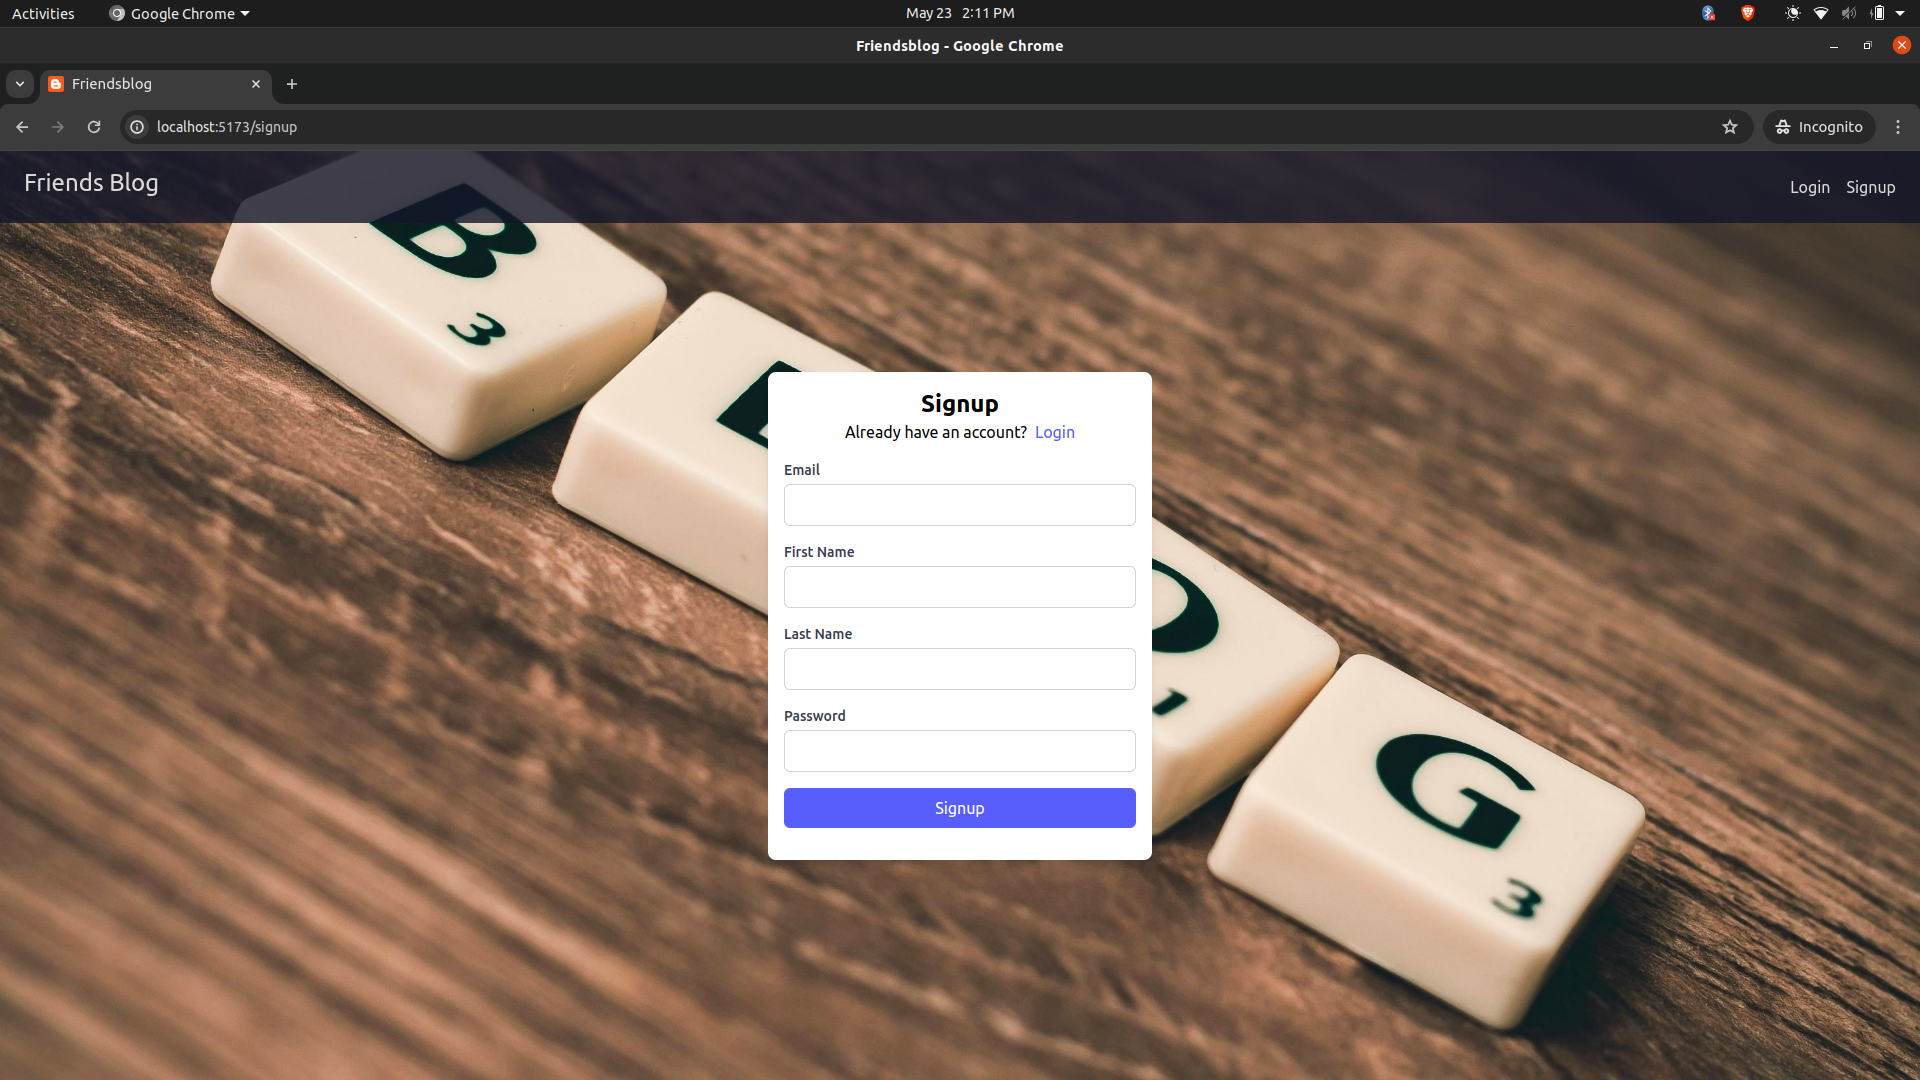 Activities Google Chrome May 23 2:11 PM
Friendsblog - Google Chrome
Friendsblog
localhost:5173/signup Incognito
Friends Blog Login Signup
B
3
Signup
Already have an account? Login
Email
First Name
Last Name
Password
Signup
1
G
3